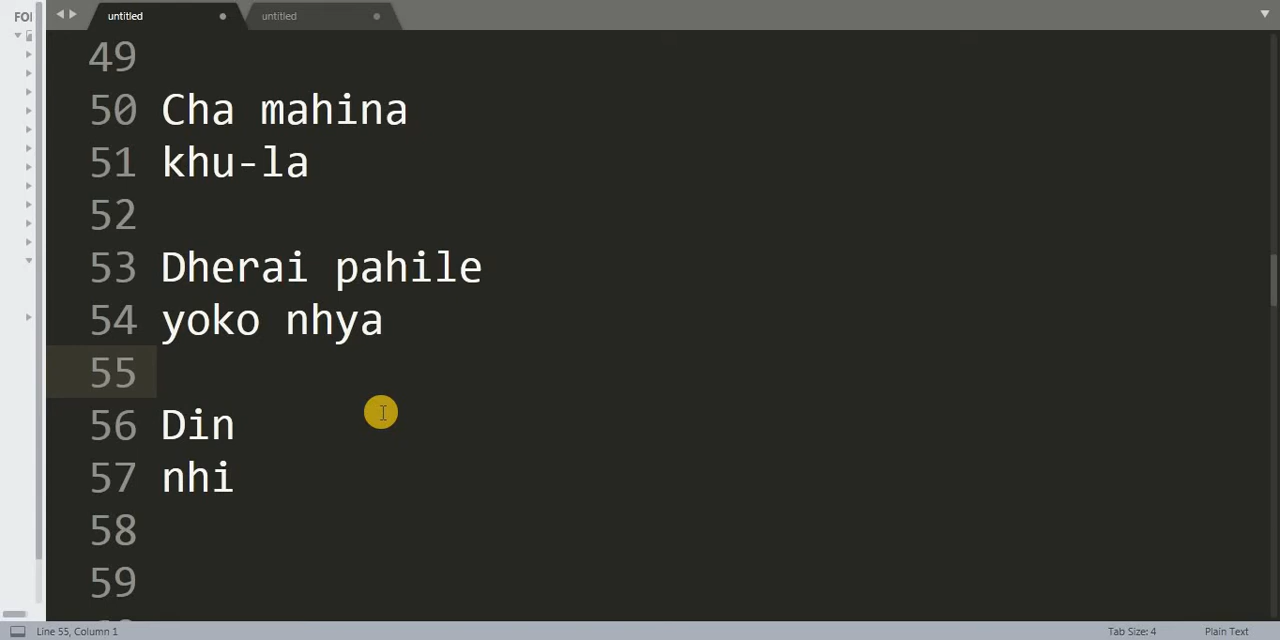 FOI
untitled
untitled
49
50 Cha mahina
51 khu-la
52
53 Dherai pahile
54 yoko nhya
55
56 Din
57 nhi
58
59
Line 55, Column 1
Tab Size: 4
Plain Text